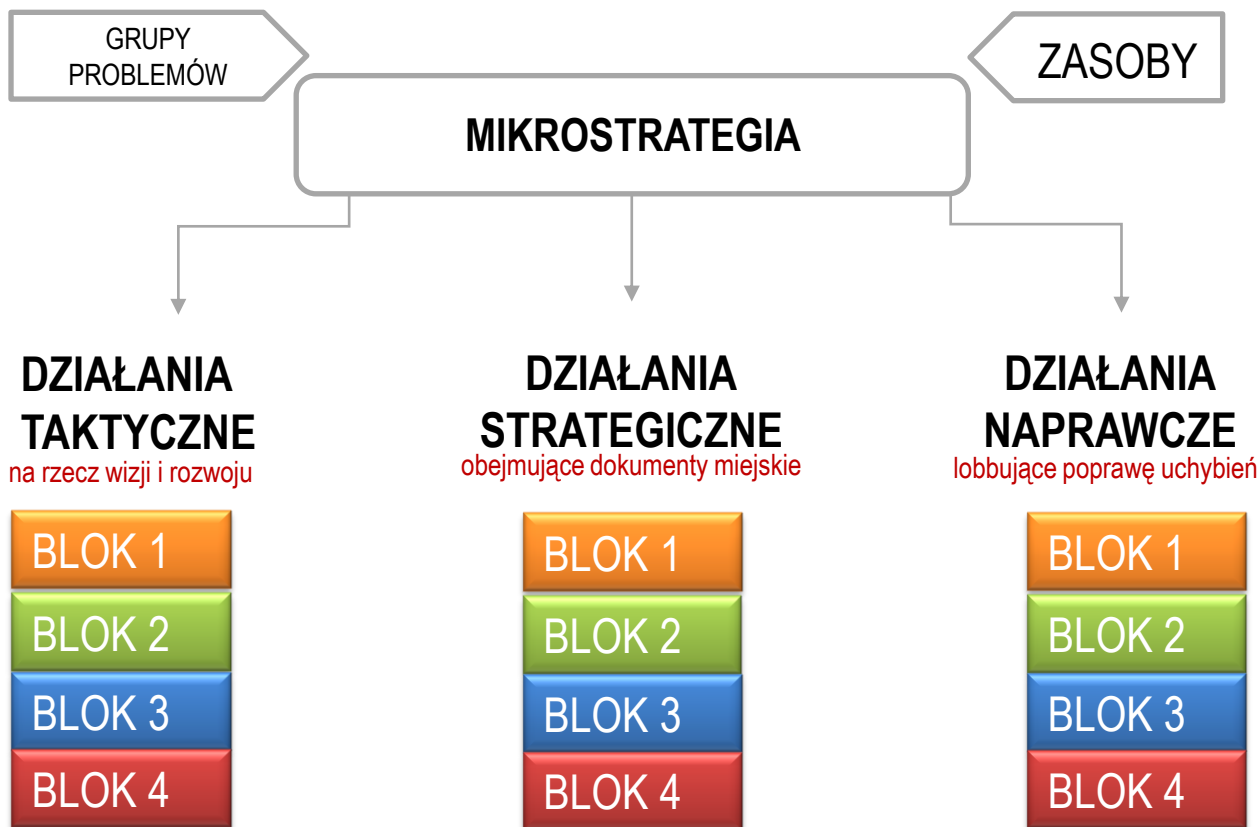 GRUPY
PROBLEMÓW
ZASOBY
MIKROSTRATEGIA
DZIAŁANIA
TAKTYCZNE
na rzecz wizji i rozwoju
BLOK 1
BLOK 2
BLOK 3
BLOK 4
DZIAŁANIA
STRATEGICZNE
obejmujące dokumenty miejskie
BLOK 1
BLOK 2
BLOK 3
BLOK 4
DZIAŁANIA
NAPRAWCZE
lobbujące poprawę uchybień
BLOK 1
BLOK 2
BLOK 3
BLOK 4